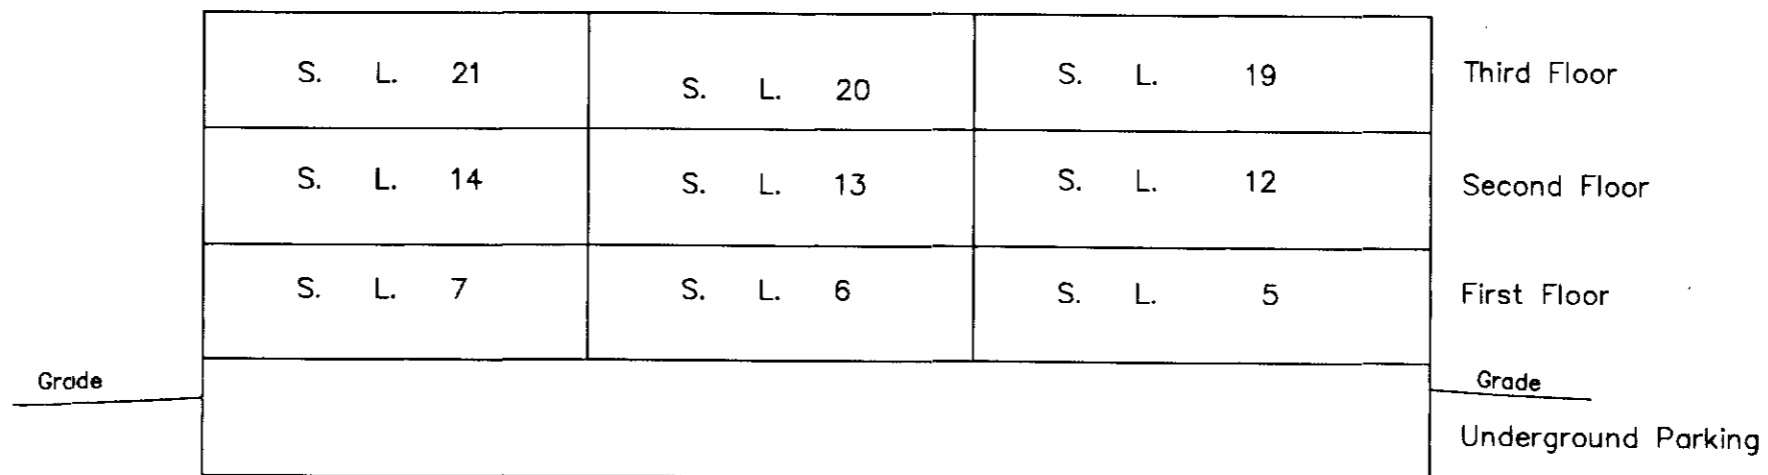 S. L. 21 S. L. 20 S. L. 19 Third Floor
S. L. 14 S. L. 13 S. L. 12 Second Floor
S. L. 7 S. L. 6 S. L. 5 First Floor
Grade Grade
Underground Parking